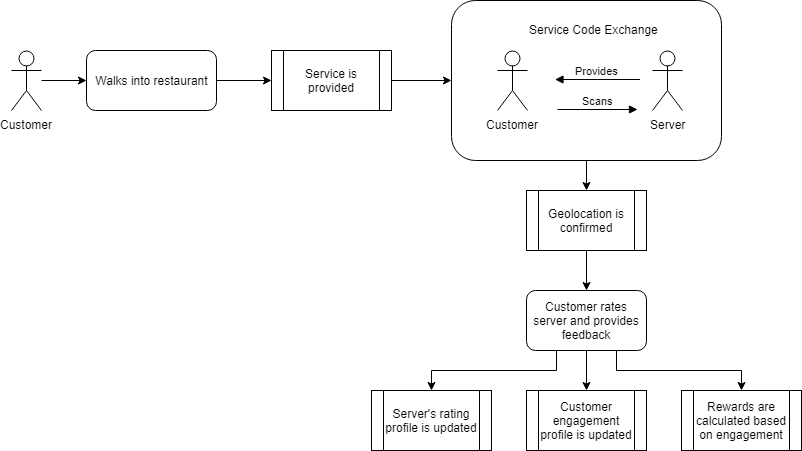 Service Code Exchange
Customer
Walks into restaurant
Service is
provided
Provides
Scans
Customer
Server
Geolocation is
confirmed
Customer rates
server and provides
feedback
Server's rating
profile is updated
Customer
engagement
profile is updated
Rewards are
calculated based
on engagement